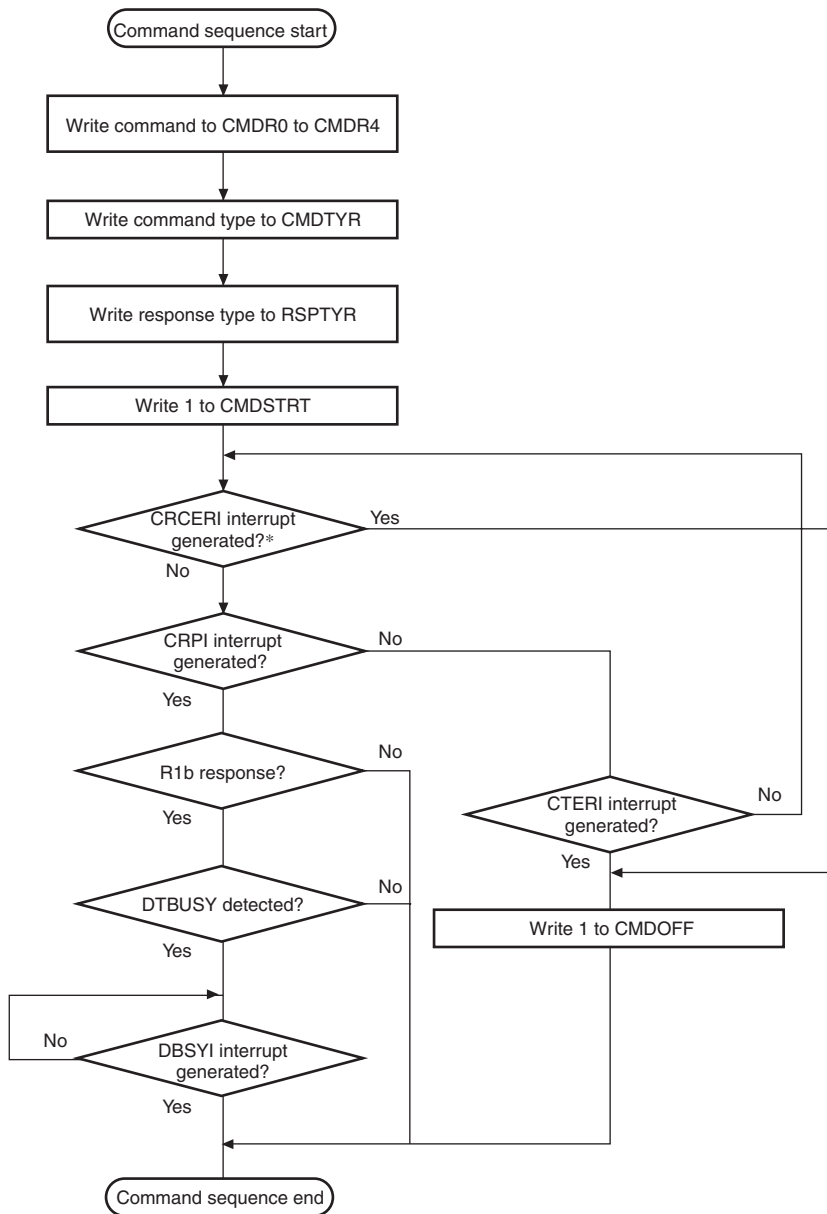 Command sequence start
Write command to CMDR0 to CMDR4
Write command type to CMDTYR
Write response type to RSPTYR
Write 1 to CMDSTRT
CRCERI interrupt
generated?*
Yes
No
CRPI interrupt
generated?
No
Yes
R1b response?
No
Yes
CTERI interrupt
generated?
No
Yes
DTBUSY detected?
No
Yes
Write 1 to CMDOFF
DBSYI interrupt
generated?
No
Yes
Command sequence end